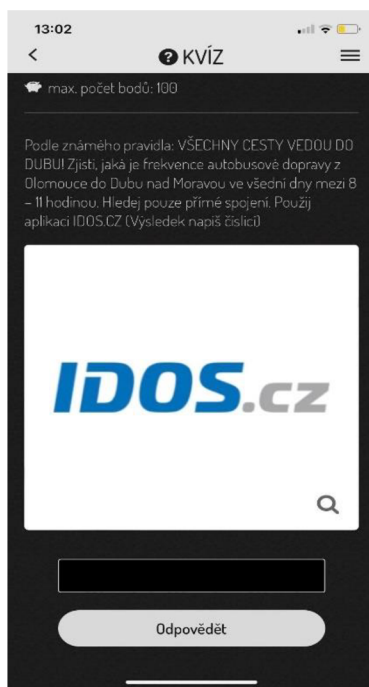 13:02
KVÍZ
max. počet bodů: 100
Podle známého pravidla: VŠECHNY CESTY VEDOU DO
DUBU! Zjisti, jaká je frekvence autobusové dopravy z
Olomouce do Dubu nad Moravou ve všední dny mezi 8
– 11 hodinou. Hledej pouze přímé spojení. Použij
aplikaci IDOS.CZ (Výsledek napiš číslicí)
IDOS.cz
Odpovědět